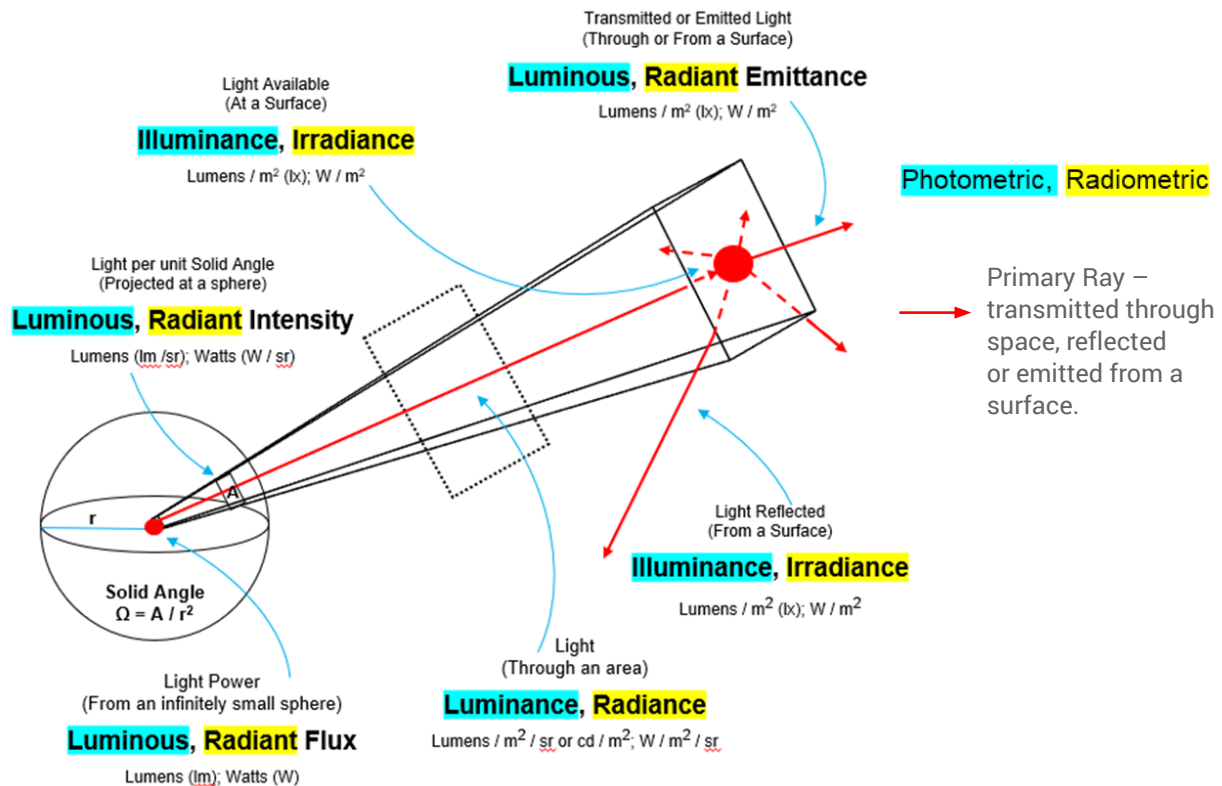 Transmitted or Emitted Light
(Through or From a Surface)
Luminous, Radiant Emittance
Lumens / m² (lx); W / m²
Light Available
(At a Surface)
Illuminance, Irradiance
Lumens / m² (lx); W / m²
Photometric, Radiometric
Light per unit Solid Angle
(Projected at a sphere)
Luminous, Radiant Intensity
Lumens (lm /sr); Watts (W / sr)
Primary Ray –
transmitted through
space, reflected
or emitted from a
surface.
A
r
Solid Angle
Ω = A / r²
Light Reflected
(From a Surface)
Illuminance, Irradiance
Lumens / m² (lx); W / m²
Light
(Through an area)
Luminance, Radiance
Lumens / m² / sr or cd / m²; W / m² / sr
Light Power
(From an infinitely small sphere)
Luminous, Radiant Flux
Lumens (lm); Watts (W)